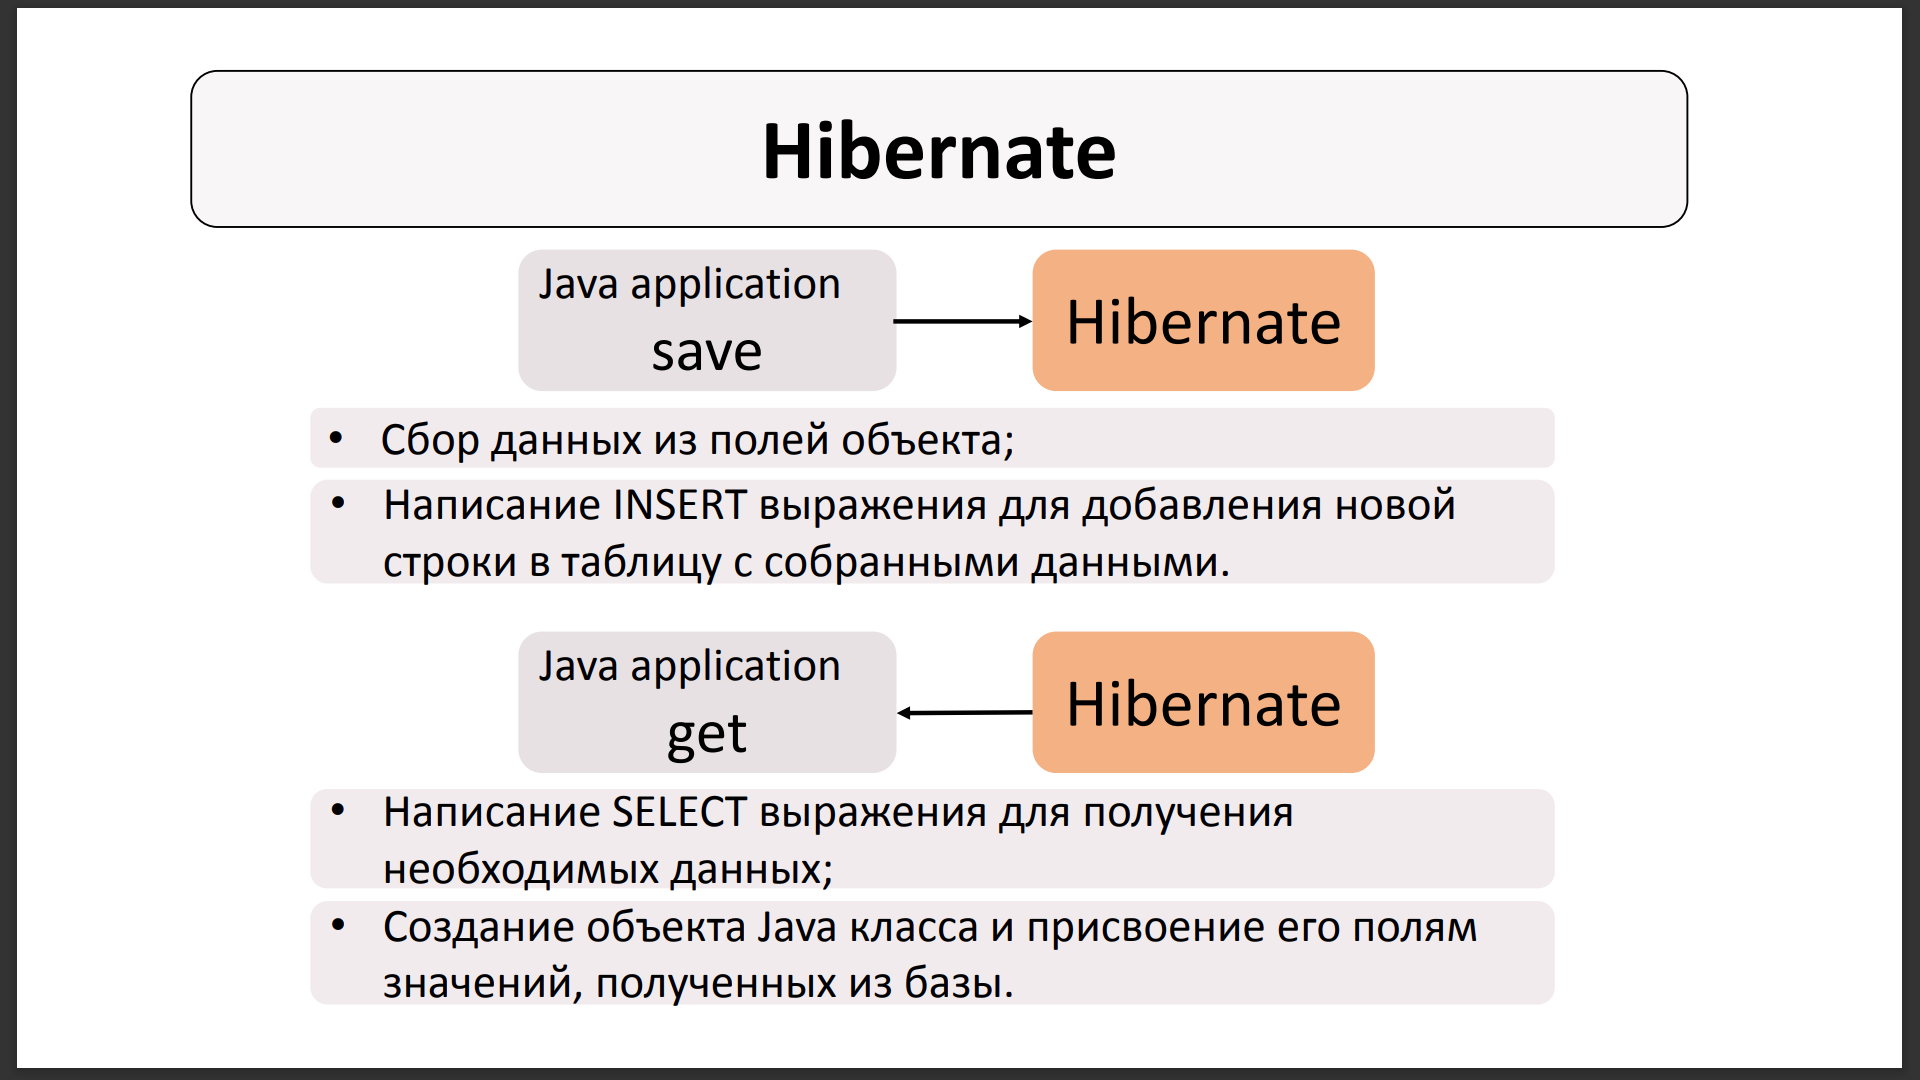 Hibernate
Java application
save
Hibernate
• Сбор данных из полей объекта;
• Написание INSERT выражения для добавления новой
строки в таблицу с собранными данными.
Java application
get
Hibernate
• Написание SELECT выражения для получения
необходимых данных;
• Создание объекта Java класса и присвоение его полям
значений, полученных из базы.